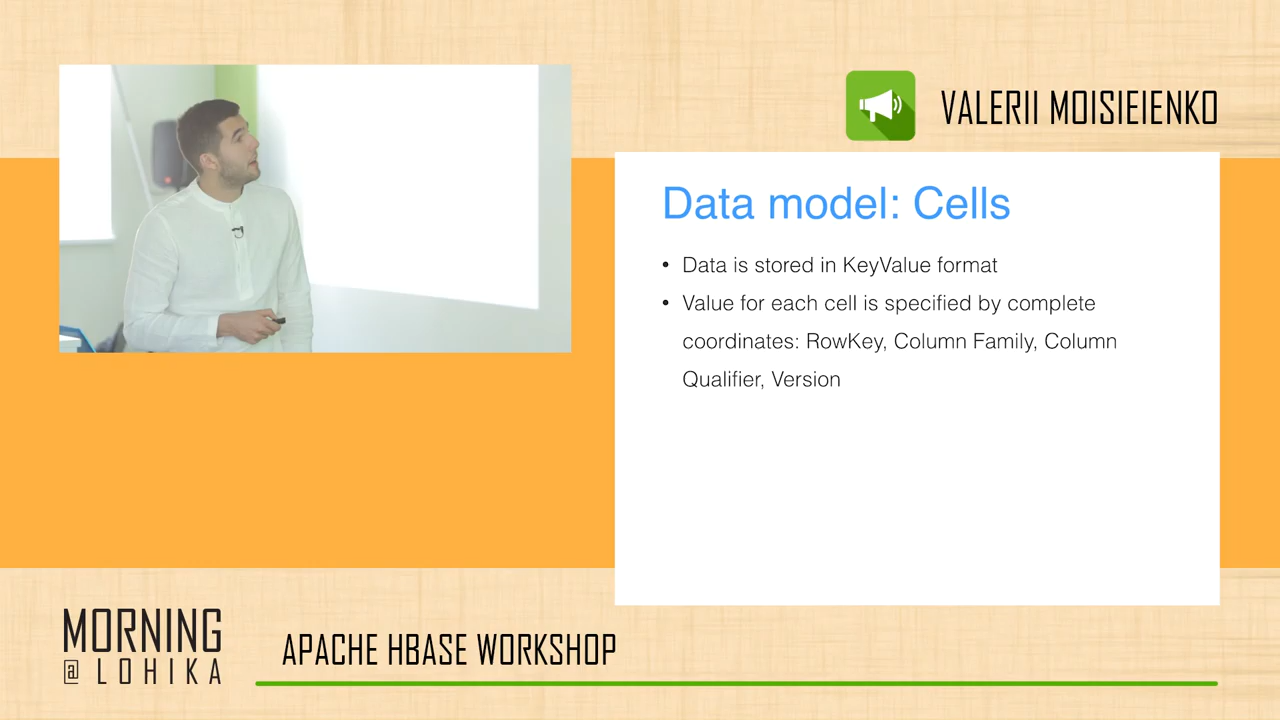 VALERII MOISIEIENKO
Data model: Cells
• Data is stored in KeyValue format
• Value for each cell is specified by complete
coordinates: RowKey, Column Family, Column
Qualifier, Version
MORNING
@ LOHIKA
APACHE HBASE WORKSHOP